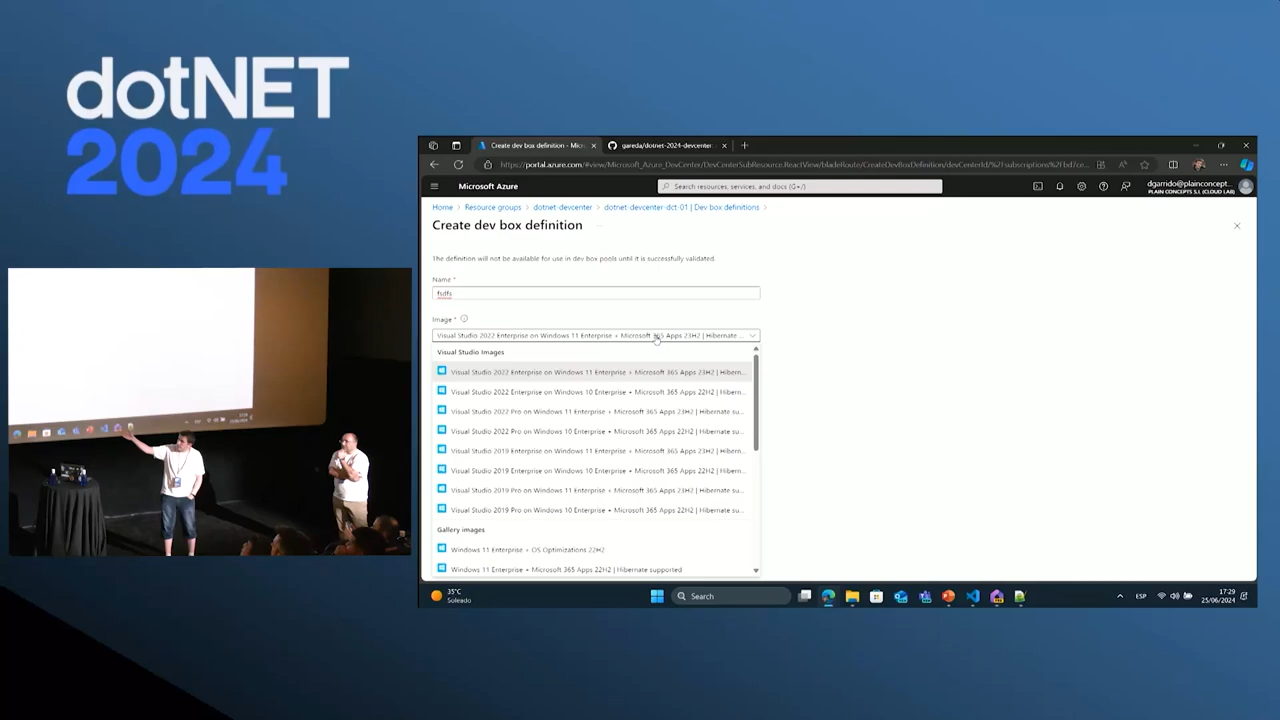 dotNET
2024
Create dev box definition - Micr
gareda/dotnet-2024-devcenter:
https://portal.azure.com/#view/Microsoft_Azure_DevCenter/DevCenterSubResource.ReactView/bladeRoute/CreateDevBoxDefinition/devCenterId/%2Fsubscriptions%2Fbd7ce...
Microsoft Azure
Search resources, services, and docs (G+/)
dgarrido@plainconcept...
PLAIN CONCEPTS S.L (CLOUD LAB)
Home > Resource groups > dotnet-devcenter > dotnet-devcenter-dct-01 | Dev box definitions >
Create dev box definition ...
The definition will not be available for use in dev box pools until it is successfully validated.
Name *
fsdfs
Image *
Visual Studio 2022 Enterprise on Windows 11 Enterprise + Microsoft 365 Apps 23H2 | Hibernate ...
Visual Studio Images
Visual Studio 2022 Enterprise on Windows 11 Enterprise + Microsoft 365 Apps 23H2 | Hibern...
Visual Studio 2022 Enterprise on Windows 10 Enterprise + Microsoft 365 Apps 22H2 | Hibern...
Visual Studio 2022 Pro on Windows 11 Enterprise + Microsoft 365 Apps 23H2 | Hibernate su...
Visual Studio 2022 Pro on Windows 10 Enterprise + Microsoft 365 Apps 22H2 | Hibernate su...
Visual Studio 2019 Enterprise on Windows 11 Enterprise + Microsoft 365 Apps 23H2 | Hibern...
Visual Studio 2019 Enterprise on Windows 10 Enterprise + Microsoft 365 Apps 22H2 | Hibern...
Visual Studio 2019 Pro on Windows 11 Enterprise + Microsoft 365 Apps 23H2 | Hibernate su...
Visual Studio 2019 Pro on Windows 10 Enterprise + Microsoft 365 Apps 22H2 | Hibernate su...
Gallery images
Windows 11 Enterprise + OS Optimizations 22H2
Windows 11 Enterprise + Microsoft 365 Apps 22H2 | Hibernate supported
35°C
Soleado
Search
ESP
17:29
25/06/2024